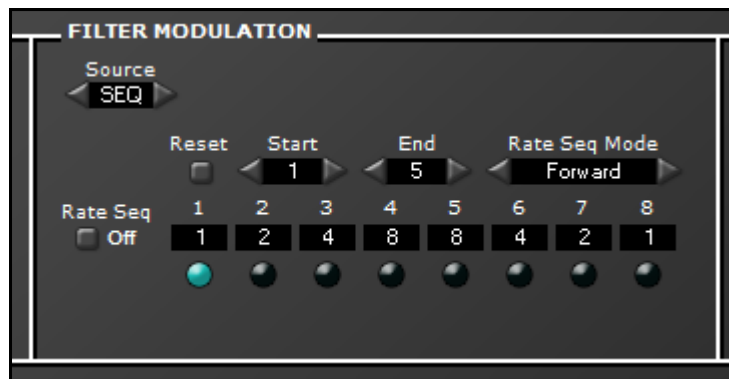 FILTER MODULATION
Source
SEQ
Reset Start End Rate Seq Mode
1 5 Forward
Rate Seq 1 2 3 4 5 6 7 8
Off 1 2 4 8 8 4 2 1